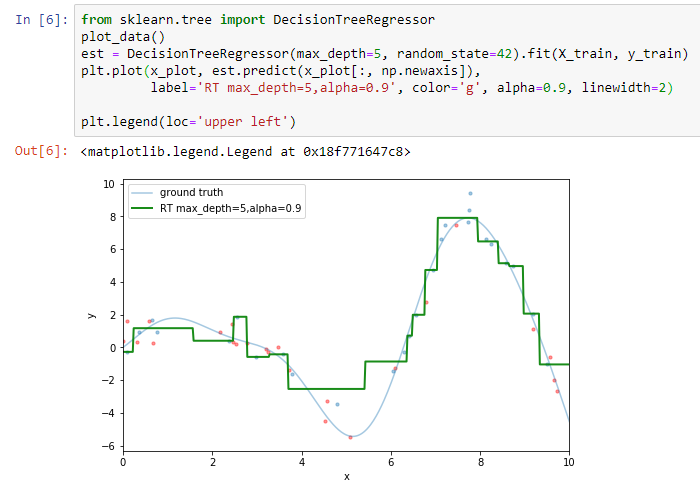 In [6]: from sklearn.tree import DecisionTreeRegressor
plot_data()
est = DecisionTreeRegressor(max_depth=5, random_state=42).fit(X_train, y_train)
plt.plot(x_plot, est.predict(x_plot[:, np.newaxis]),
label='RT max_depth=5,alpha=0.9', color='g', alpha=0.9, linewidth=2)
plt.legend(loc='upper left')
Out[6]: <matplotlib.legend.Legend at 0x18f771647c8>
ground truth
RT max_depth=5,alpha=0.9
10
8
6
4
2
0
−2
−4
−6
y
0 2 4 6 8 10
x